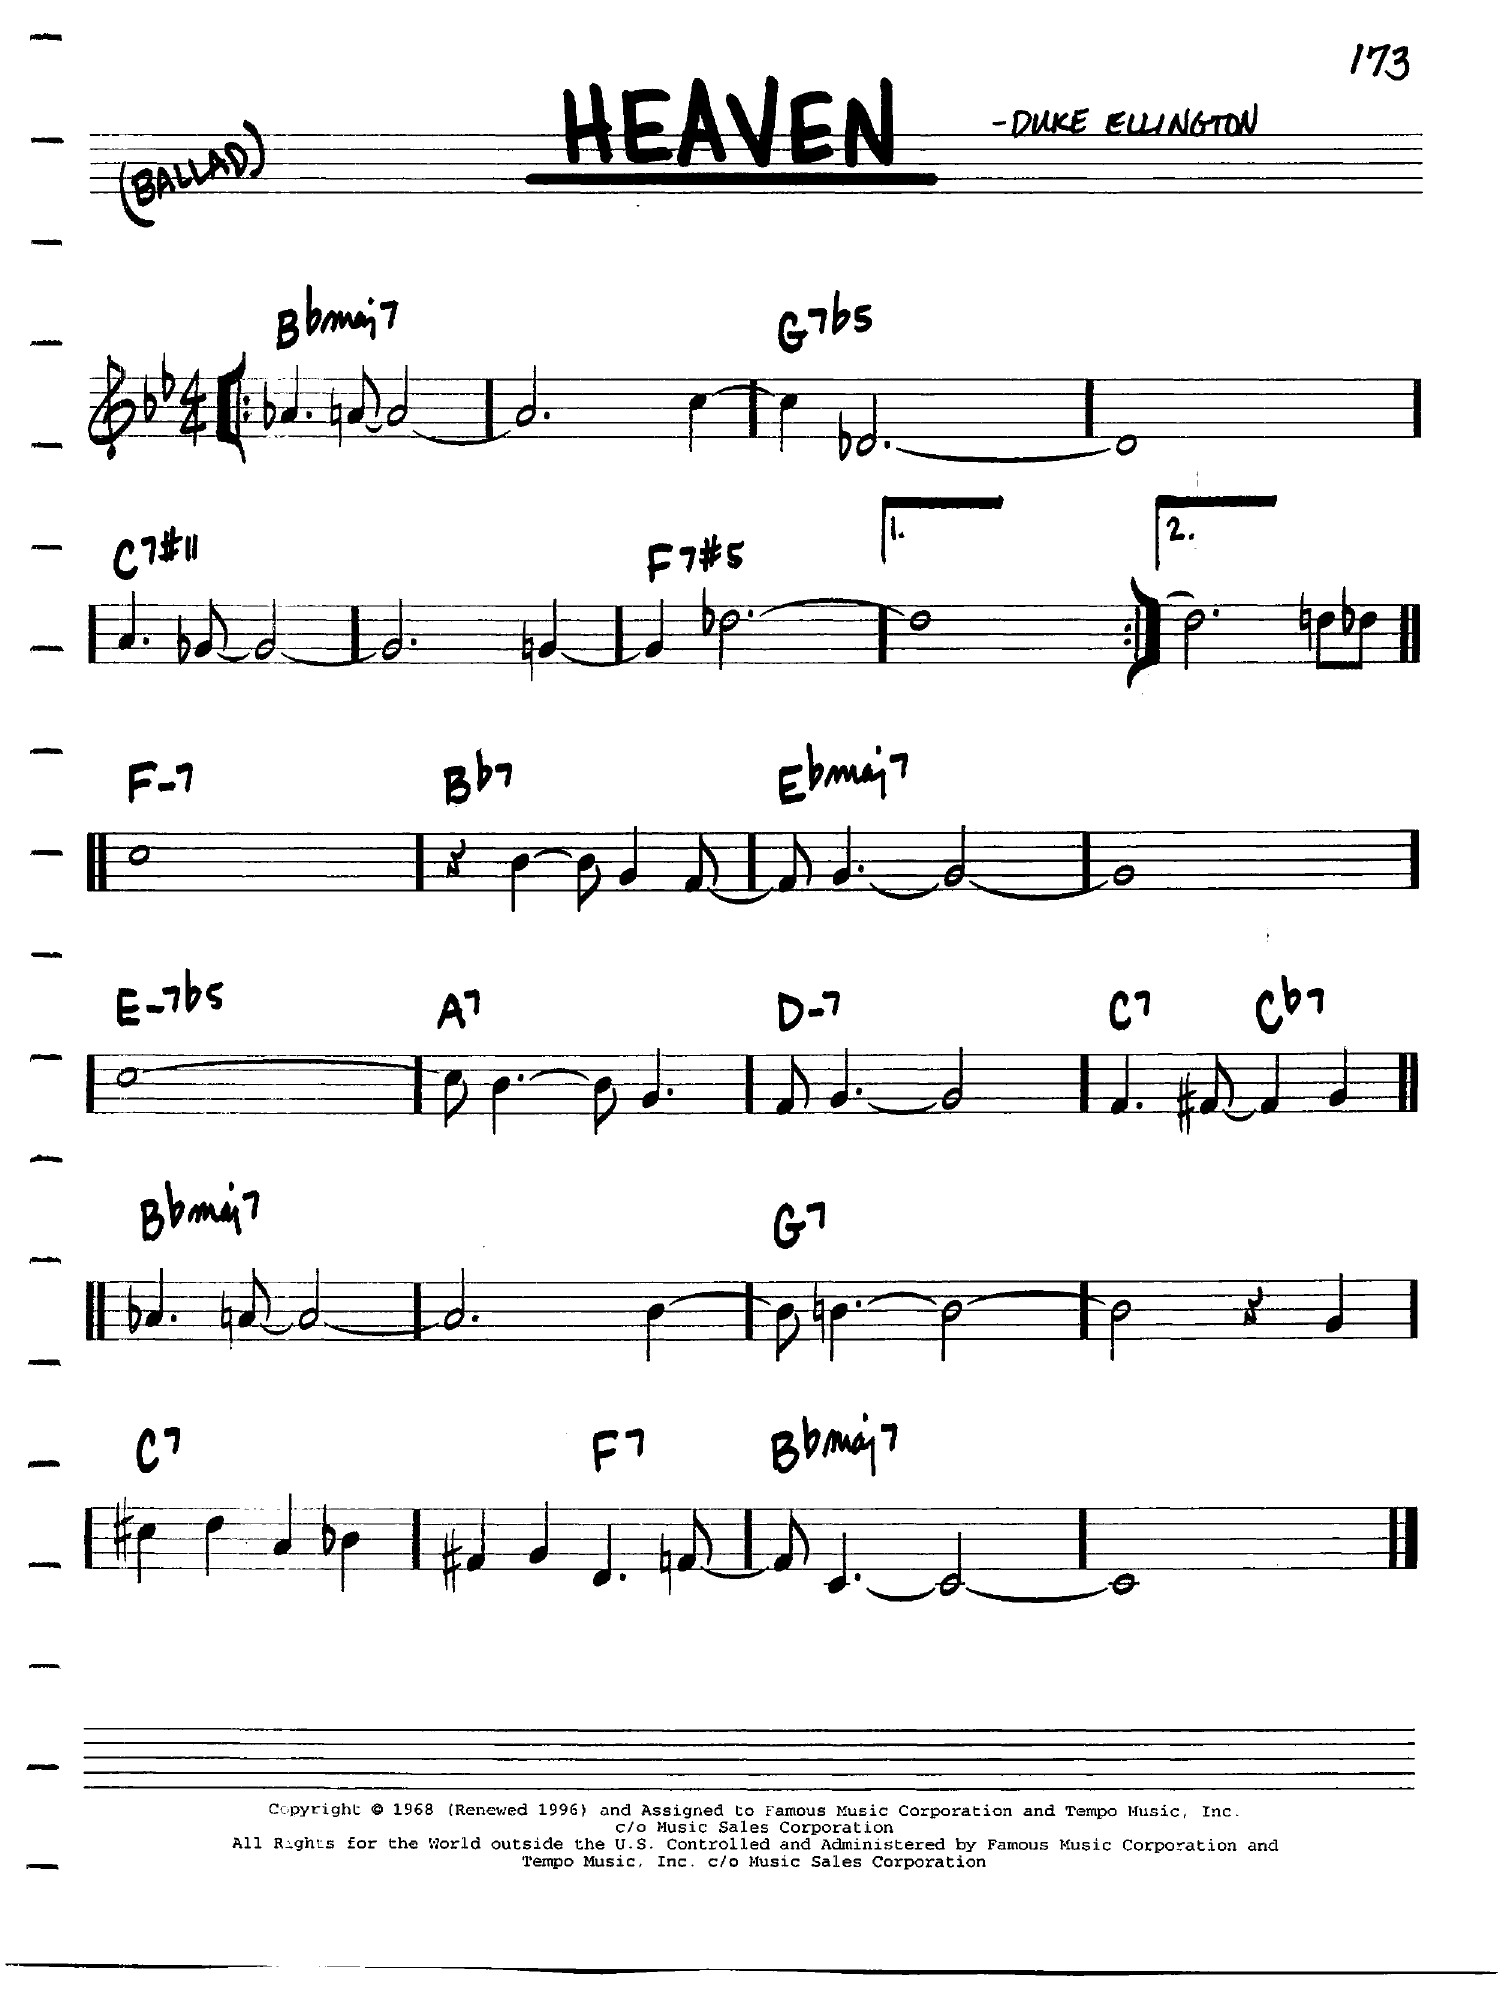 173
HEAVEN
-DUKE ELLINGTON
(BALLAD)
Bbmaj7 G7b5
4
4
1. 2.
C7#11 F7#5
F-7 Bb7 Ebmaj7
E-7b5 A7 D-7 C7 Cb7
Bbmaj7 G7
C7 F7 Bbmaj7
Copyright © 1968 (Renewed 1996) and Assigned to Famous Music Corporation and Tempo Music, Inc.
c/o Music Sales Corporation
All Rights for the World outside the U.S. Controlled and Administered by Famous Music Corporation and
Tempo Music, Inc. c/o Music Sales Corporation